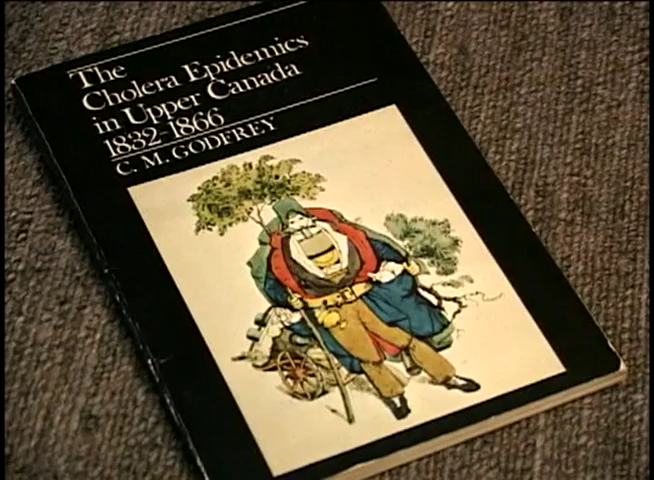 The
Cholera Epidemics
in Upper Canada
1832-1866
C. M. GODFREY